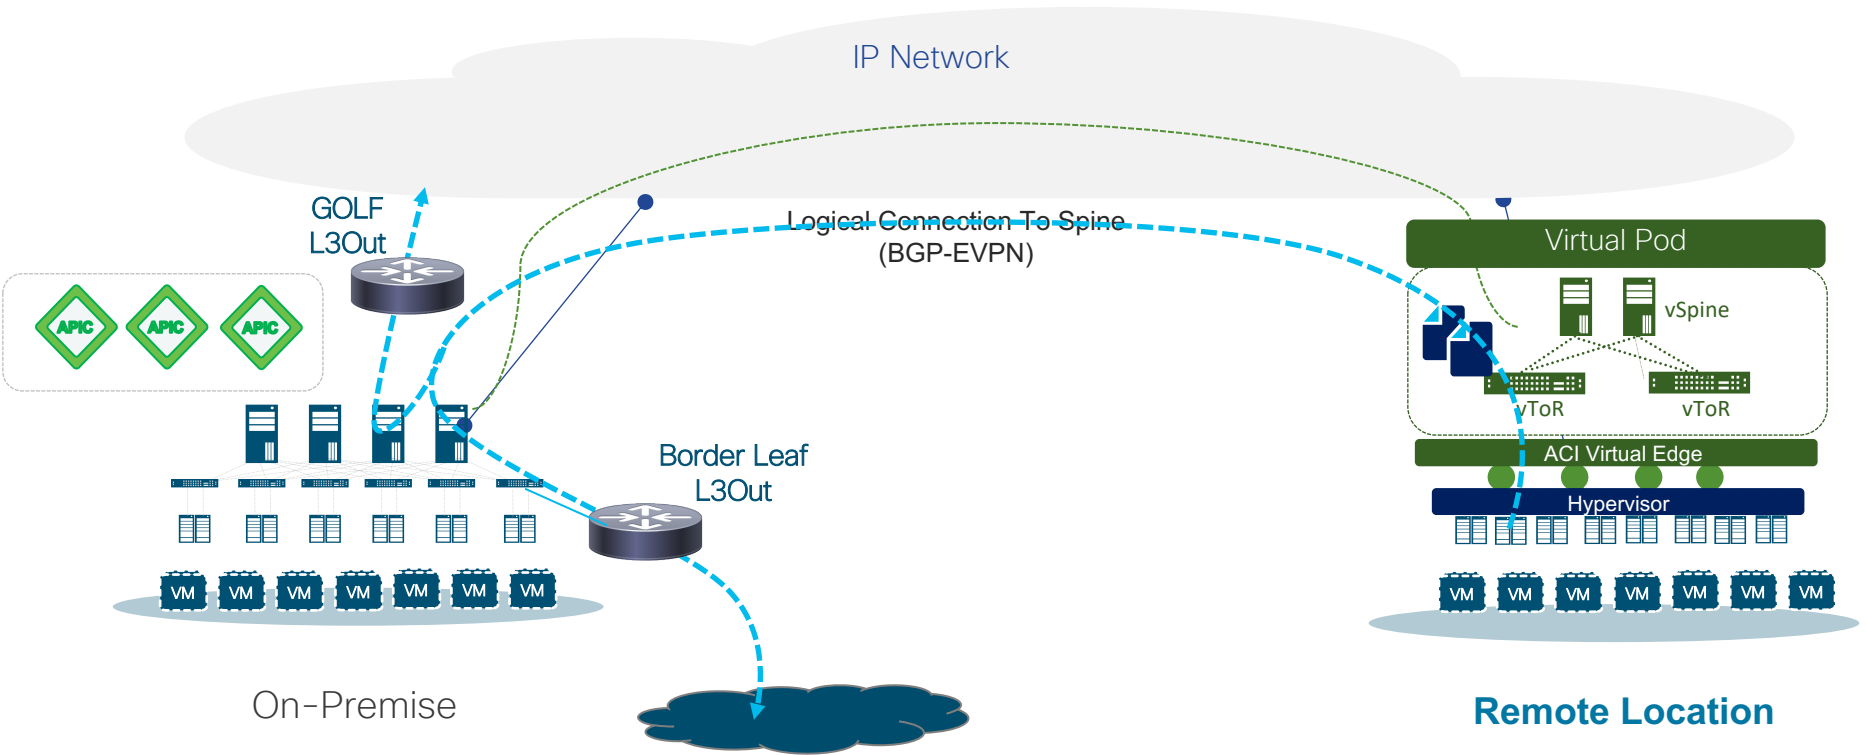 IP Network
GOLF
L3Out
Logical Connection To Spine
(BGP-EVPN)
Virtual Pod
APIC
APIC
APIC
vSpine
vToR
vToR
Border Leaf
L3Out
ACI Virtual Edge
Hypervisor
VM
VM
VM
VM
VM
VM
VM
VM
VM
VM
VM
VM
VM
VM
On-Premise
Remote Location